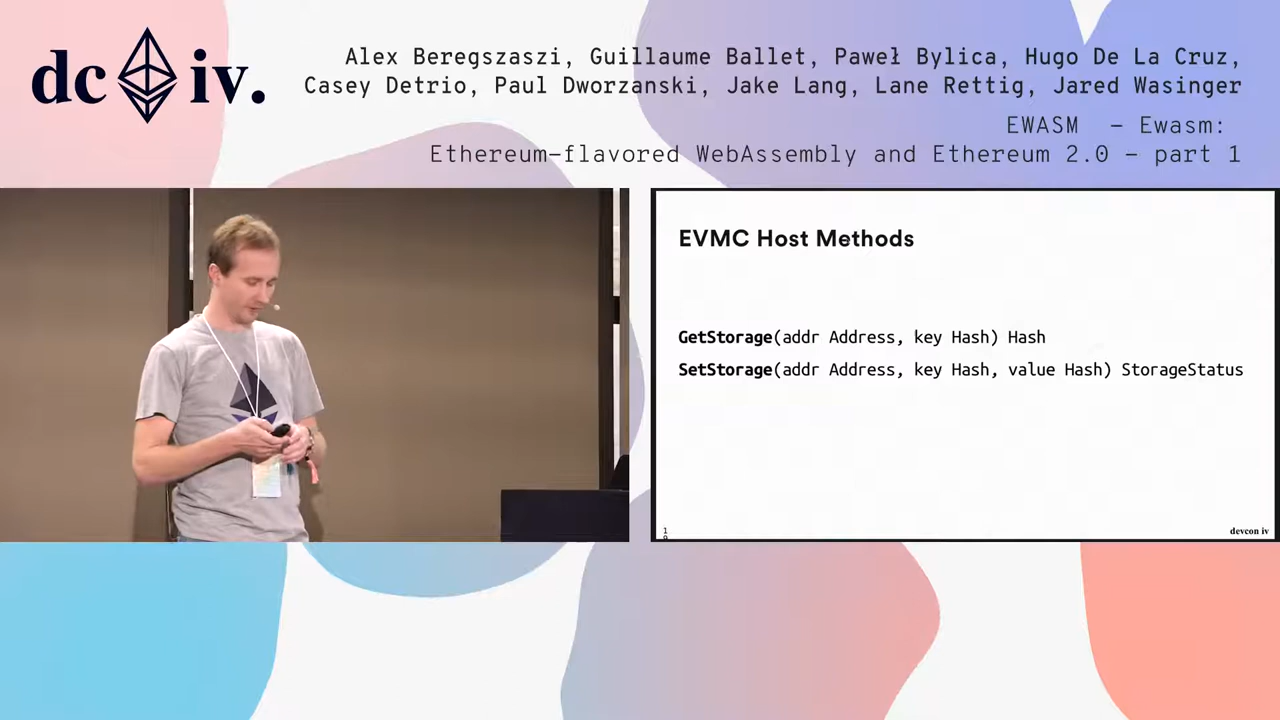 dc iv.
Alex Beregszaszi, Guillaume Ballet, Paweł Bylica, Hugo De La Cruz,
Casey Detrio, Paul Dworzanski, Jake Lang, Lane Rettig, Jared Wasinger
EWASM - Ewasm:
Ethereum-flavored WebAssembly and Ethereum 2.0 - part 1
EVMC Host Methods
GetStorage(addr Address, key Hash) Hash
SetStorage(addr Address, key Hash, value Hash) StorageStatus
devcon iv